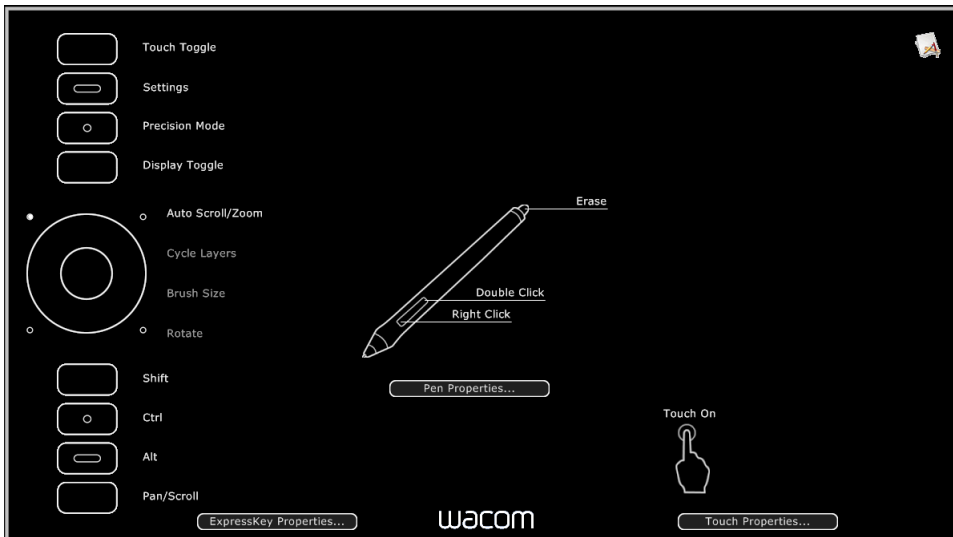 Touch Toggle
Settings
Precision Mode
Display Toggle
Auto Scroll/Zoom
Cycle Layers
Brush Size
Rotate
Shift
Ctrl
Alt
Pan/Scroll
ExpressKey Properties...
Erase
Double Click
Right Click
Pen Properties...
wacom
Touch On
Touch Properties...